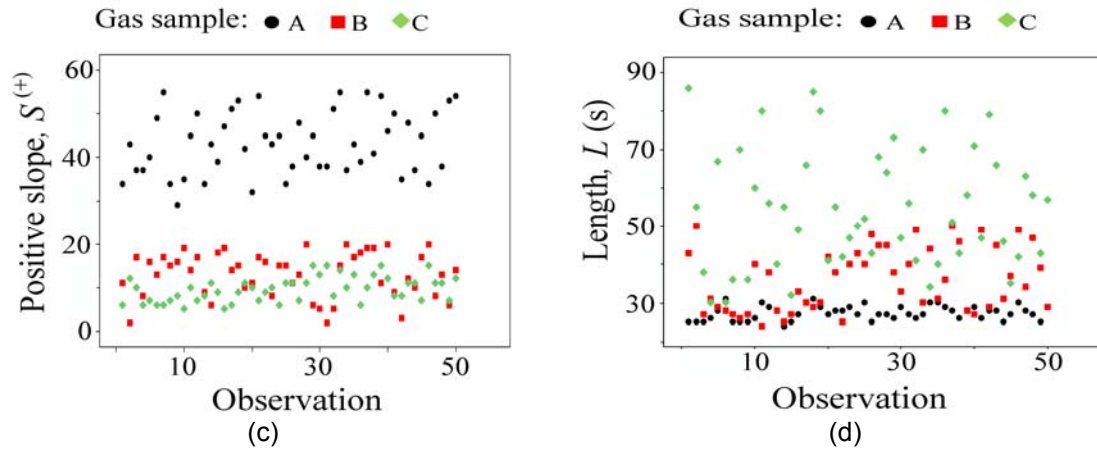 Gas sample: A B C
60
40
20
0
Positive slope, S(+)
10 30 50
Observation
(c)
Gas sample: A B C
90
70
50
30
Length, L (s)
10 30 50
Observation
(d)